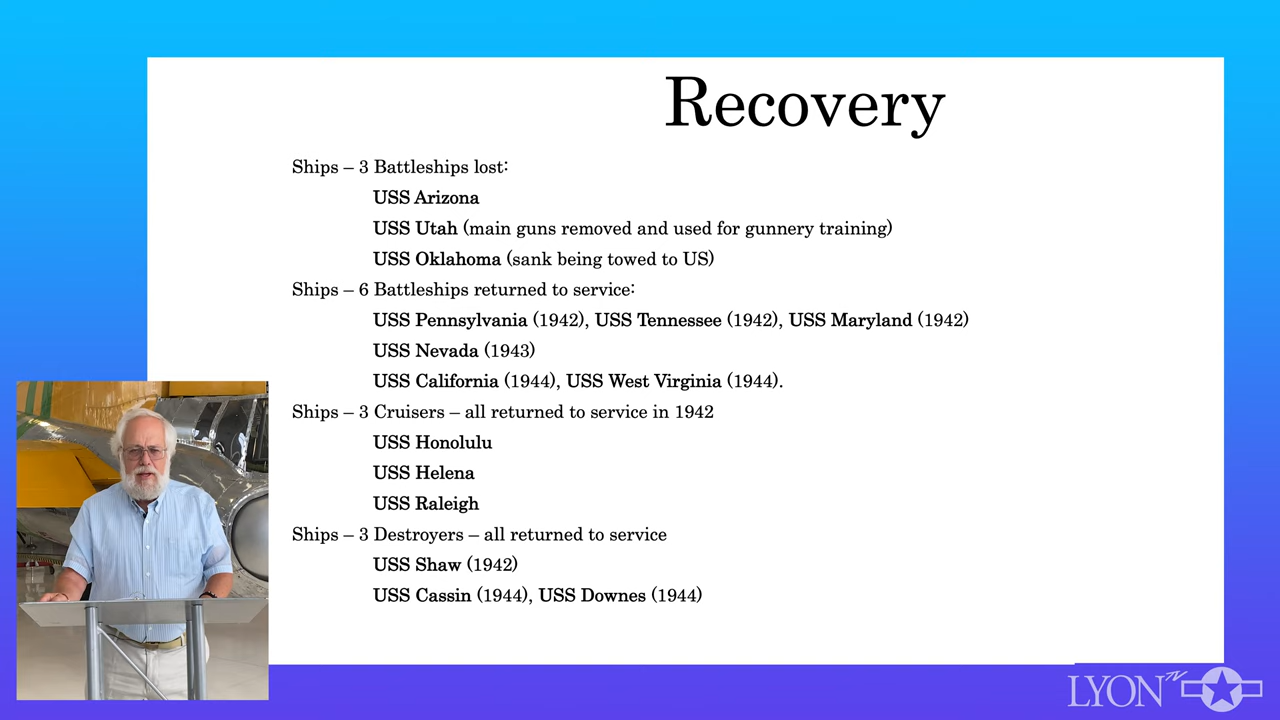 Recovery
Ships – 3 Battleships lost:
USS Arizona
USS Utah (main guns removed and used for gunnery training)
USS Oklahoma (sank being towed to US)
Ships – 6 Battleships returned to service:
USS Pennsylvania (1942), USS Tennessee (1942), USS Maryland (1942)
USS Nevada (1943)
USS California (1944), USS West Virginia (1944).
Ships – 3 Cruisers – all returned to service in 1942
USS Honolulu
USS Helena
USS Raleigh
Ships – 3 Destroyers – all returned to service
USS Shaw (1942)
USS Cassin (1944), USS Downes (1944)
LYON TV